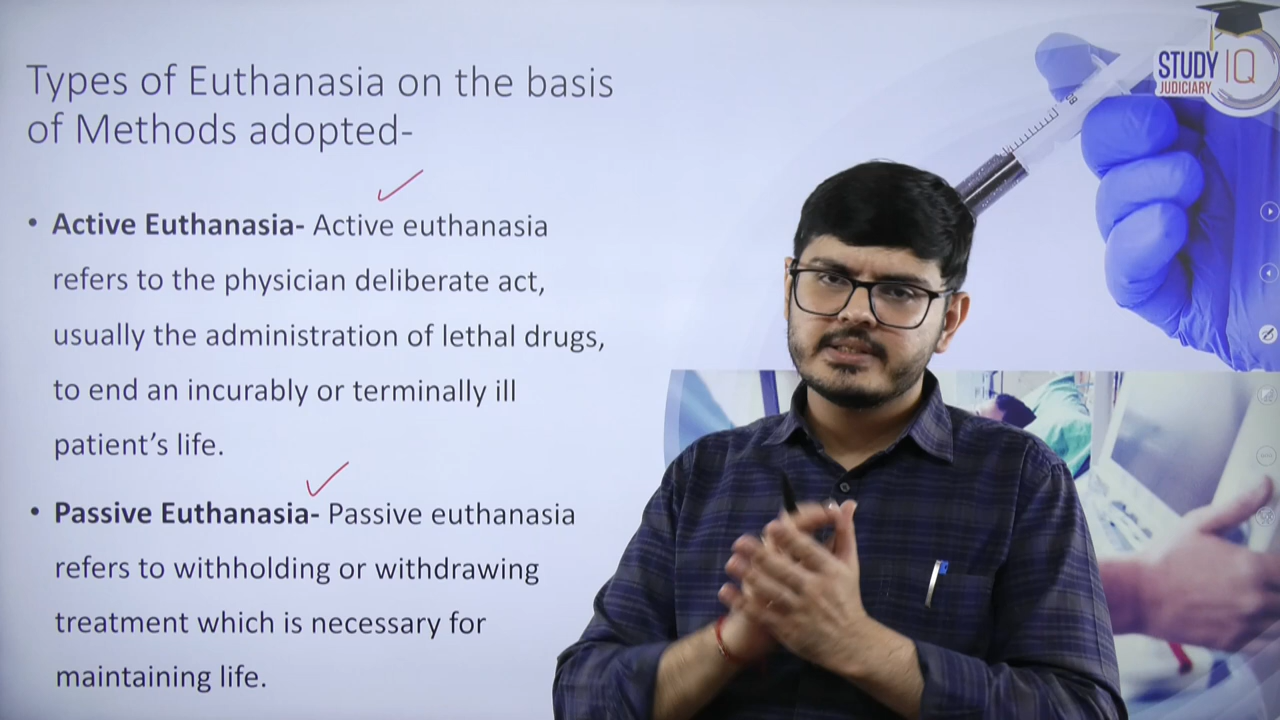 Types of Euthanasia on the basis
of Methods adopted-
• Active Euthanasia- Active euthanasia
refers to the physician deliberate act,
usually the administration of lethal drugs,
to end an incurably or terminally ill
patient’s life.
• Passive Euthanasia- Passive euthanasia
refers to withholding or withdrawing
treatment which is necessary for
maintaining life.
STUDY IQ
JUDICIARY